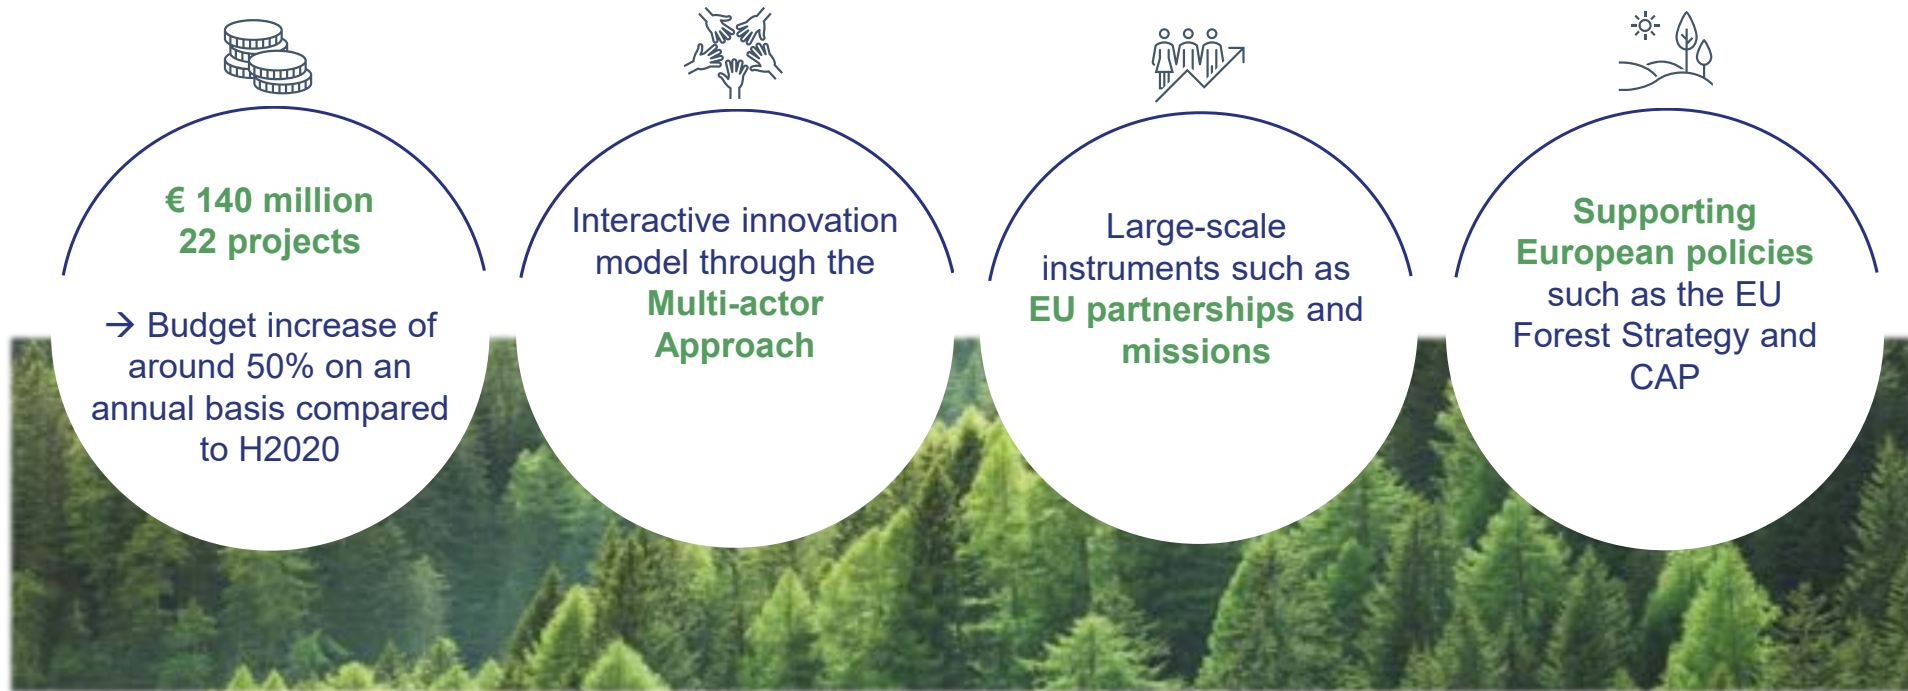 € 140 million
22 projects
→ Budget increase of
around 50% on an
annual basis compared
to H2020
Interactive innovation
model through the
Multi-actor
Approach
Large-scale
instruments such as
EU partnerships and
missions
Supporting
European policies
such as the EU
Forest Strategy and
CAP